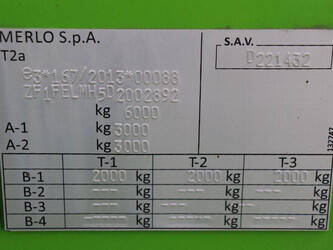 MERLO S.p.A.
T2a
S.A.V.
D221432
e3*167/2013*00088
ZF1FELMH5D2002892
kg 6000
A-1 kg 3000
A-2 kg 3000
132767
T-1 T-2 T-3
B-1 2000 kg 2000 kg 2000 kg
B-2 --- kg --- kg --- kg
B-3 --- kg --- kg --- kg
B-4 --- kg --- kg --- kg